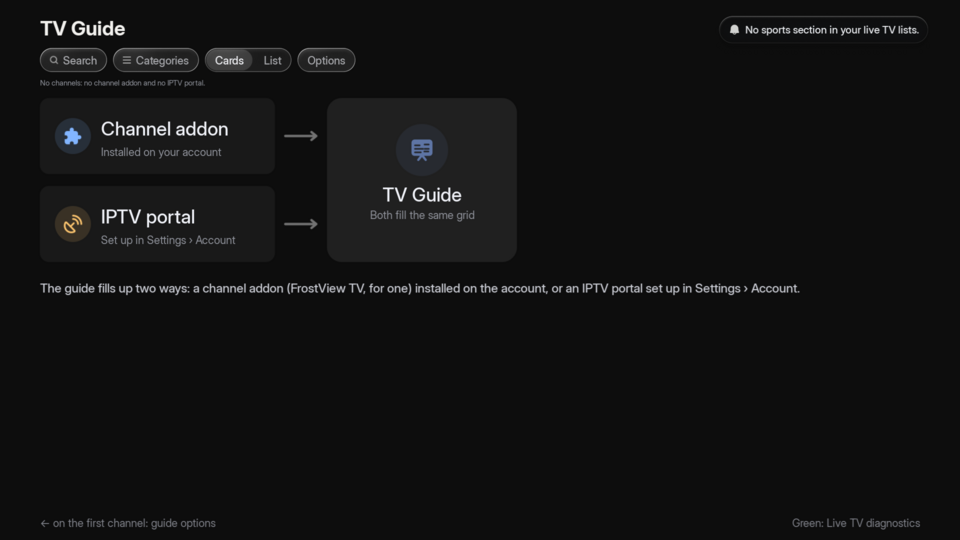 TV Guide
No sports section in your live TV lists.
Search
Categories
Cards
List
Options
No channels: no channel addon and no IPTV portal.
Channel addon
Installed on your account
IPTV portal
Set up in Settings › Account
TV Guide
Both fill the same grid
The guide fills up two ways: a channel addon (FrostView TV, for one) installed on the account, or an IPTV portal set up in Settings › Account.
← on the first channel: guide options
Green: Live TV diagnostics